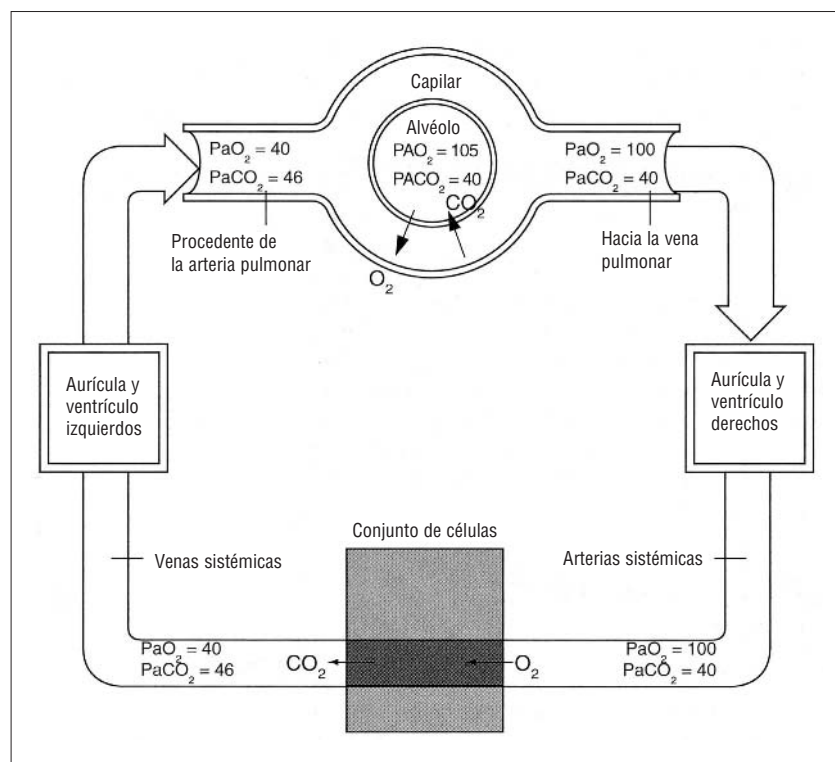 Capilar
Alvéolo
PaO₂ = 40
PaCO₂ = 46
PAO₂ = 105
PACO₂ = 40
PaO₂ = 100
PaCO₂ = 40
CO₂
O₂
Procedente de
la arteria pulmonar
Hacia la vena
pulmonar
Aurícula y
ventrículo
izquierdos
Aurícula y
ventrículo
derechos
Conjunto de células
Venas sistémicas
Arterias sistémicas
PaO₂ = 40
PaCO₂ = 46
CO₂
O₂
PaO₂ = 100
PaCO₂ = 40